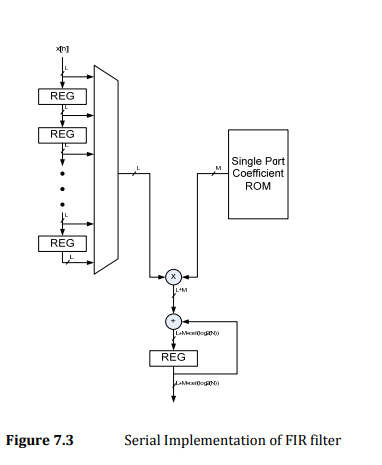 x[n]
L
REG
L
REG
L
L
REG
L
L
M
Single Port
Coefficient
ROM
X
L+M
+
L+M+ceil(log2(N))
REG
L+M+ceil(log2(N))
Figure 7.3 Serial Implementation of FIR filter